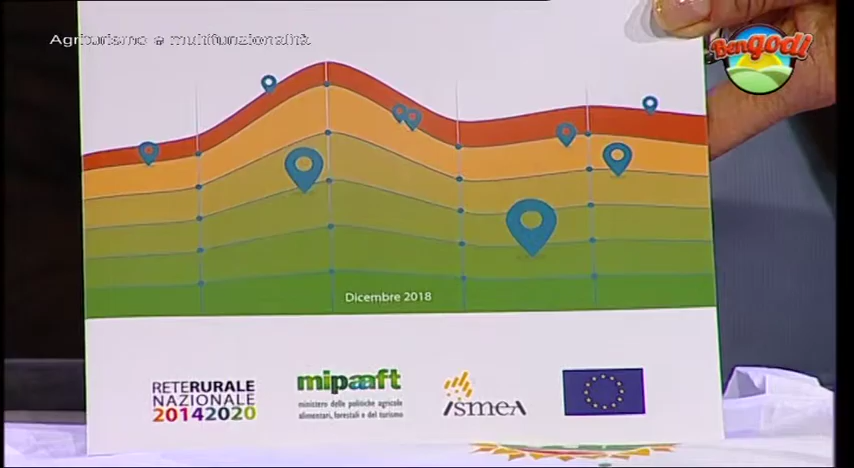 Agriturismo e multifunzionalità
BenGodi
Dicembre 2018
RETERURALE
NAZIONALE
20142020
mipaaft
ministero delle politiche agricole
alimentari, forestali e del turismo
ismea